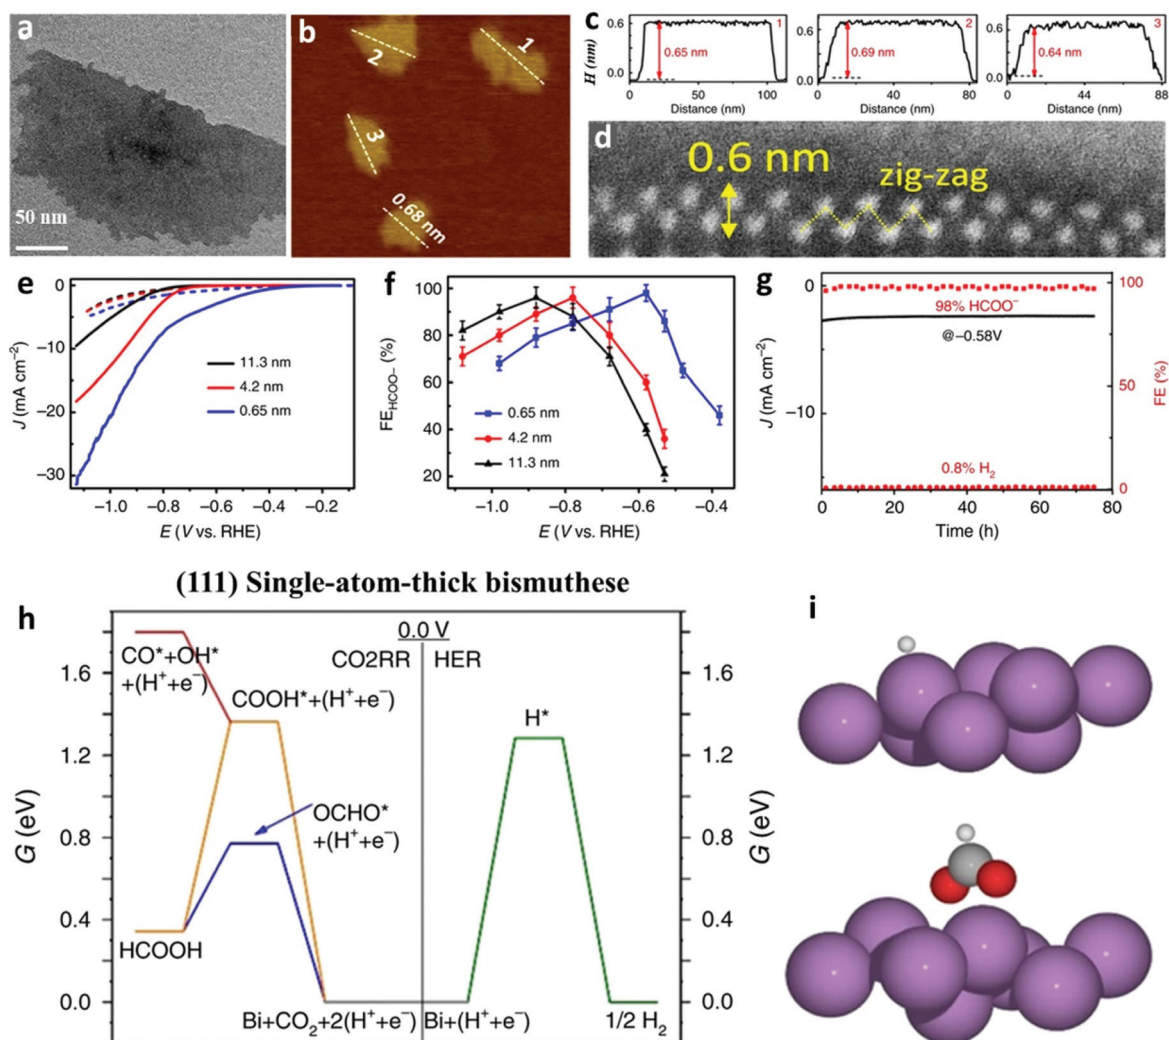 a
50 nm
b
1
2
3
0.68 nm
c
H (nm)
0.6
0.0
0.65 nm
1
0 50 100
Distance (nm)
0.6
0.0
0.69 nm
2
0 40 80
Distance (nm)
0.6
0.0
0.64 nm
3
0 44 88
Distance (nm)
d
0.6 nm
zig-zag
e
J (mA cm−2)
0
−10
−20
−30
11.3 nm
4.2 nm
0.65 nm
−1.0 −0.8 −0.6 −0.4 −0.2
E (V vs. RHE)
f
FEHCOO− (%)
100
80
60
40
20
0.65 nm
4.2 nm
11.3 nm
−1.0 −0.8 −0.6 −0.4
E (V vs. RHE)
g
J (mA cm−2)
0
−10
98% HCOO−
@−0.58V
0.8% H2
100
50
0
FE (%)
0 20 40 60 80
Time (h)
(111) Single-atom-thick bismuthese
h
G (eV)
1.6
1.2
0.8
0.4
0.0
0.0 V
CO2RR
HER
CO*+OH*
+(H++e−)
COOH*+(H++e−)
OCHO*
+(H++e−)
HCOOH
H*
Bi+CO2+2(H++e−)
Bi+(H++e−)
1/2 H2
1.6
1.2
0.8
0.4
0.0
G (eV)
i